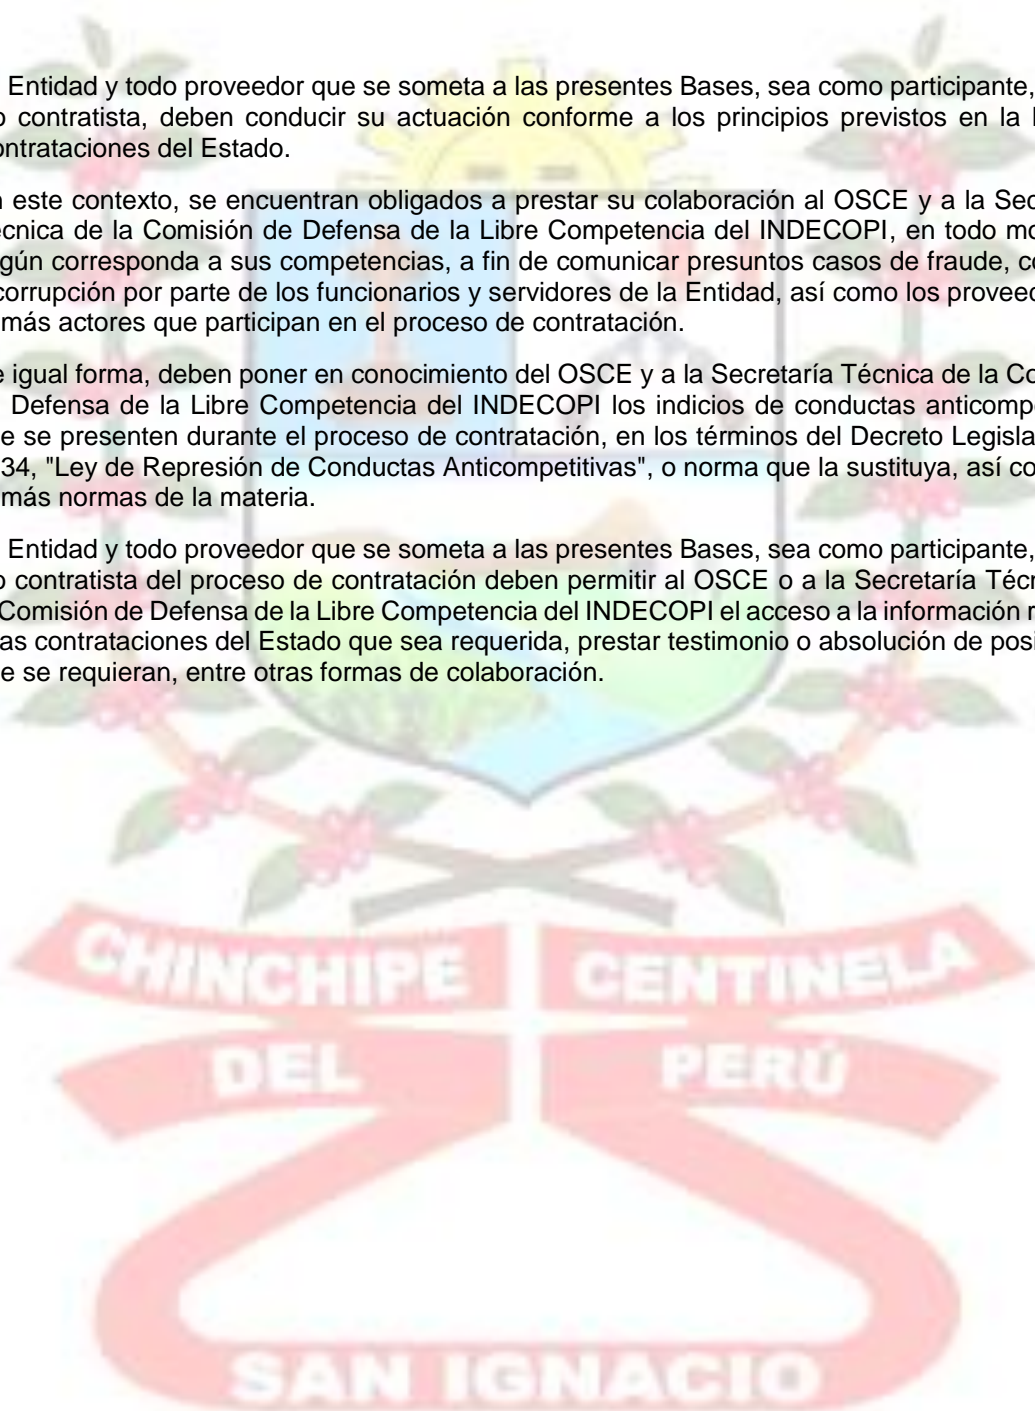 Entidad y todo proveedor que se someta a las presentes Bases, sea como participante,
o contratista, deben conducir su actuación conforme a los principios previstos en la
ontrataciones del Estado.
n este contexto, se encuentran obligados a prestar su colaboración al OSCE y a la Sec
écnica de la Comisión de Defensa de la Libre Competencia del INDECOPI, en todo mo
gún corresponda a sus competencias, a fin de comunicar presuntos casos de fraude, co
corrupción por parte de los funcionarios y servidores de la Entidad, así como los proveed
más actores que participan en el proceso de contratación.
e igual forma, deben poner en conocimiento del OSCE y a la Secretaría Técnica de la Co
Defensa de la Libre Competencia del INDECOPI los indicios de conductas anticompe
e se presenten durante el proceso de contratación, en los términos del Decreto Legisla
34, "Ley de Represión de Conductas Anticompetitivas", o norma que la sustituya, así co
más normas de la materia.
Entidad y todo proveedor que se someta a las presentes Bases, sea como participante,
o contratista del proceso de contratación deben permitir al OSCE o a la Secretaría Técn
Comisión de Defensa de la Libre Competencia del INDECOPI el acceso a la información r
as contrataciones del Estado que sea requerida, prestar testimonio o absolución de posi
e se requieran, entre otras formas de colaboración.
CHINCHIPE CENTINELA
DEL PERÚ
SAN IGNACIO